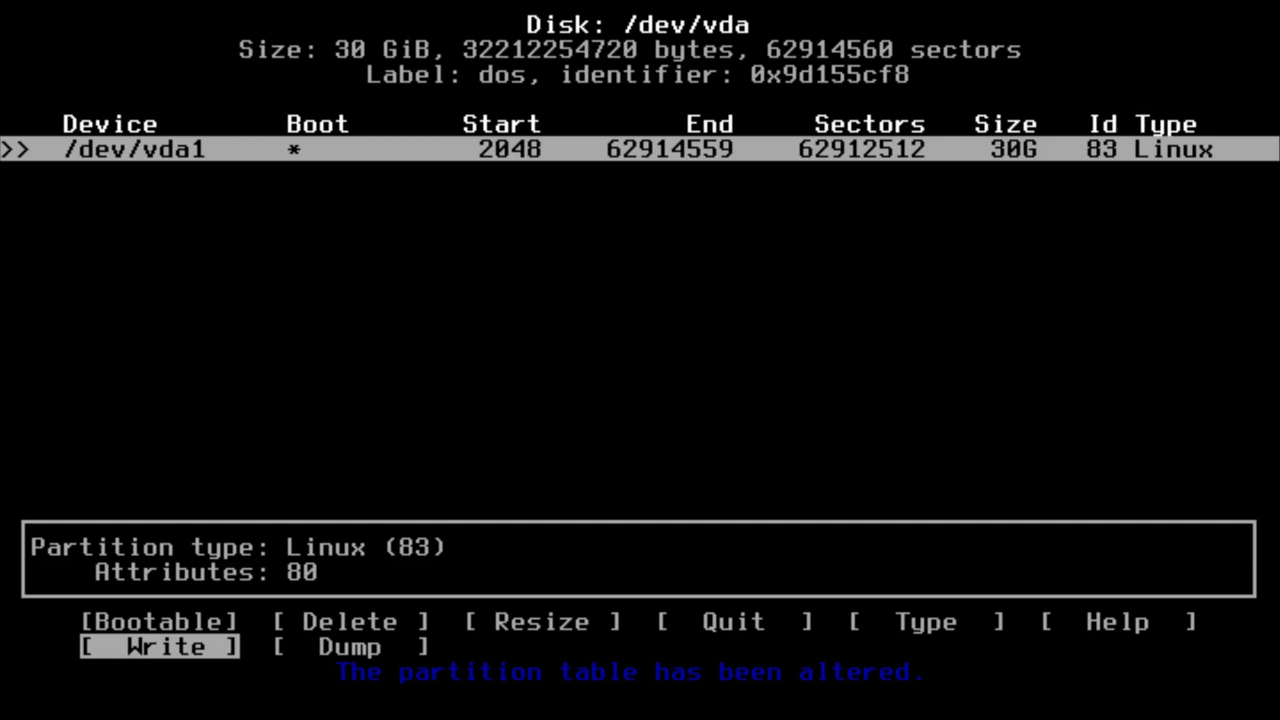 Disk: /dev/vda
Size: 30 GiB, 32212254720 bytes, 62914560 sectors
Label: dos, identifier: 0x9d155cf8
Device Boot Start End Sectors Size Id Type
>> /dev/vda1 * 2048 62914559 62912512 30G 83 Linux
Partition type: Linux (83)
Attributes: 80
[Bootable] [ Delete ] [ Resize ] [ Quit ] [ Type ] [ Help ]
[ Write ] [ Dump ]
The partition table has been altered.